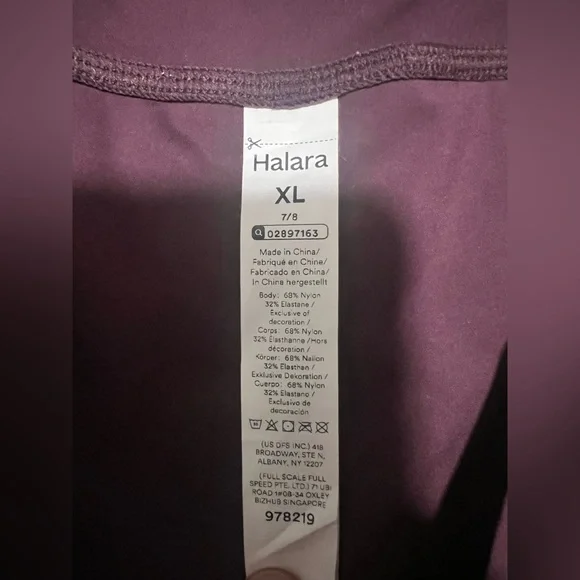 Halara
XL
7/8
02897163
Made in China/
Fabriqué en Chine/
Fabricado en China/
In China hergestellt
Body: 68% Nylon
32% Elastane /
Exclusive of
decoration /
Corps: 68% Nylon
32% Elasthanne /Hors
décoration /
Körper: 68% Nailon
32% Elasthan /
Exklusive Dekoration /
Cuerpo: 68% Nylon
32% Elastano /
Exclusivo de
decoración
(US DFS INC.) 418
BROADWAY, STE N,
ALBANY, NY 12207
(FULL SCALE FULL
SPEED PTE. LTD.) 71 UBI
ROAD 1 #08-34 OXLEY
BIZHUB SINGAPORE
978219